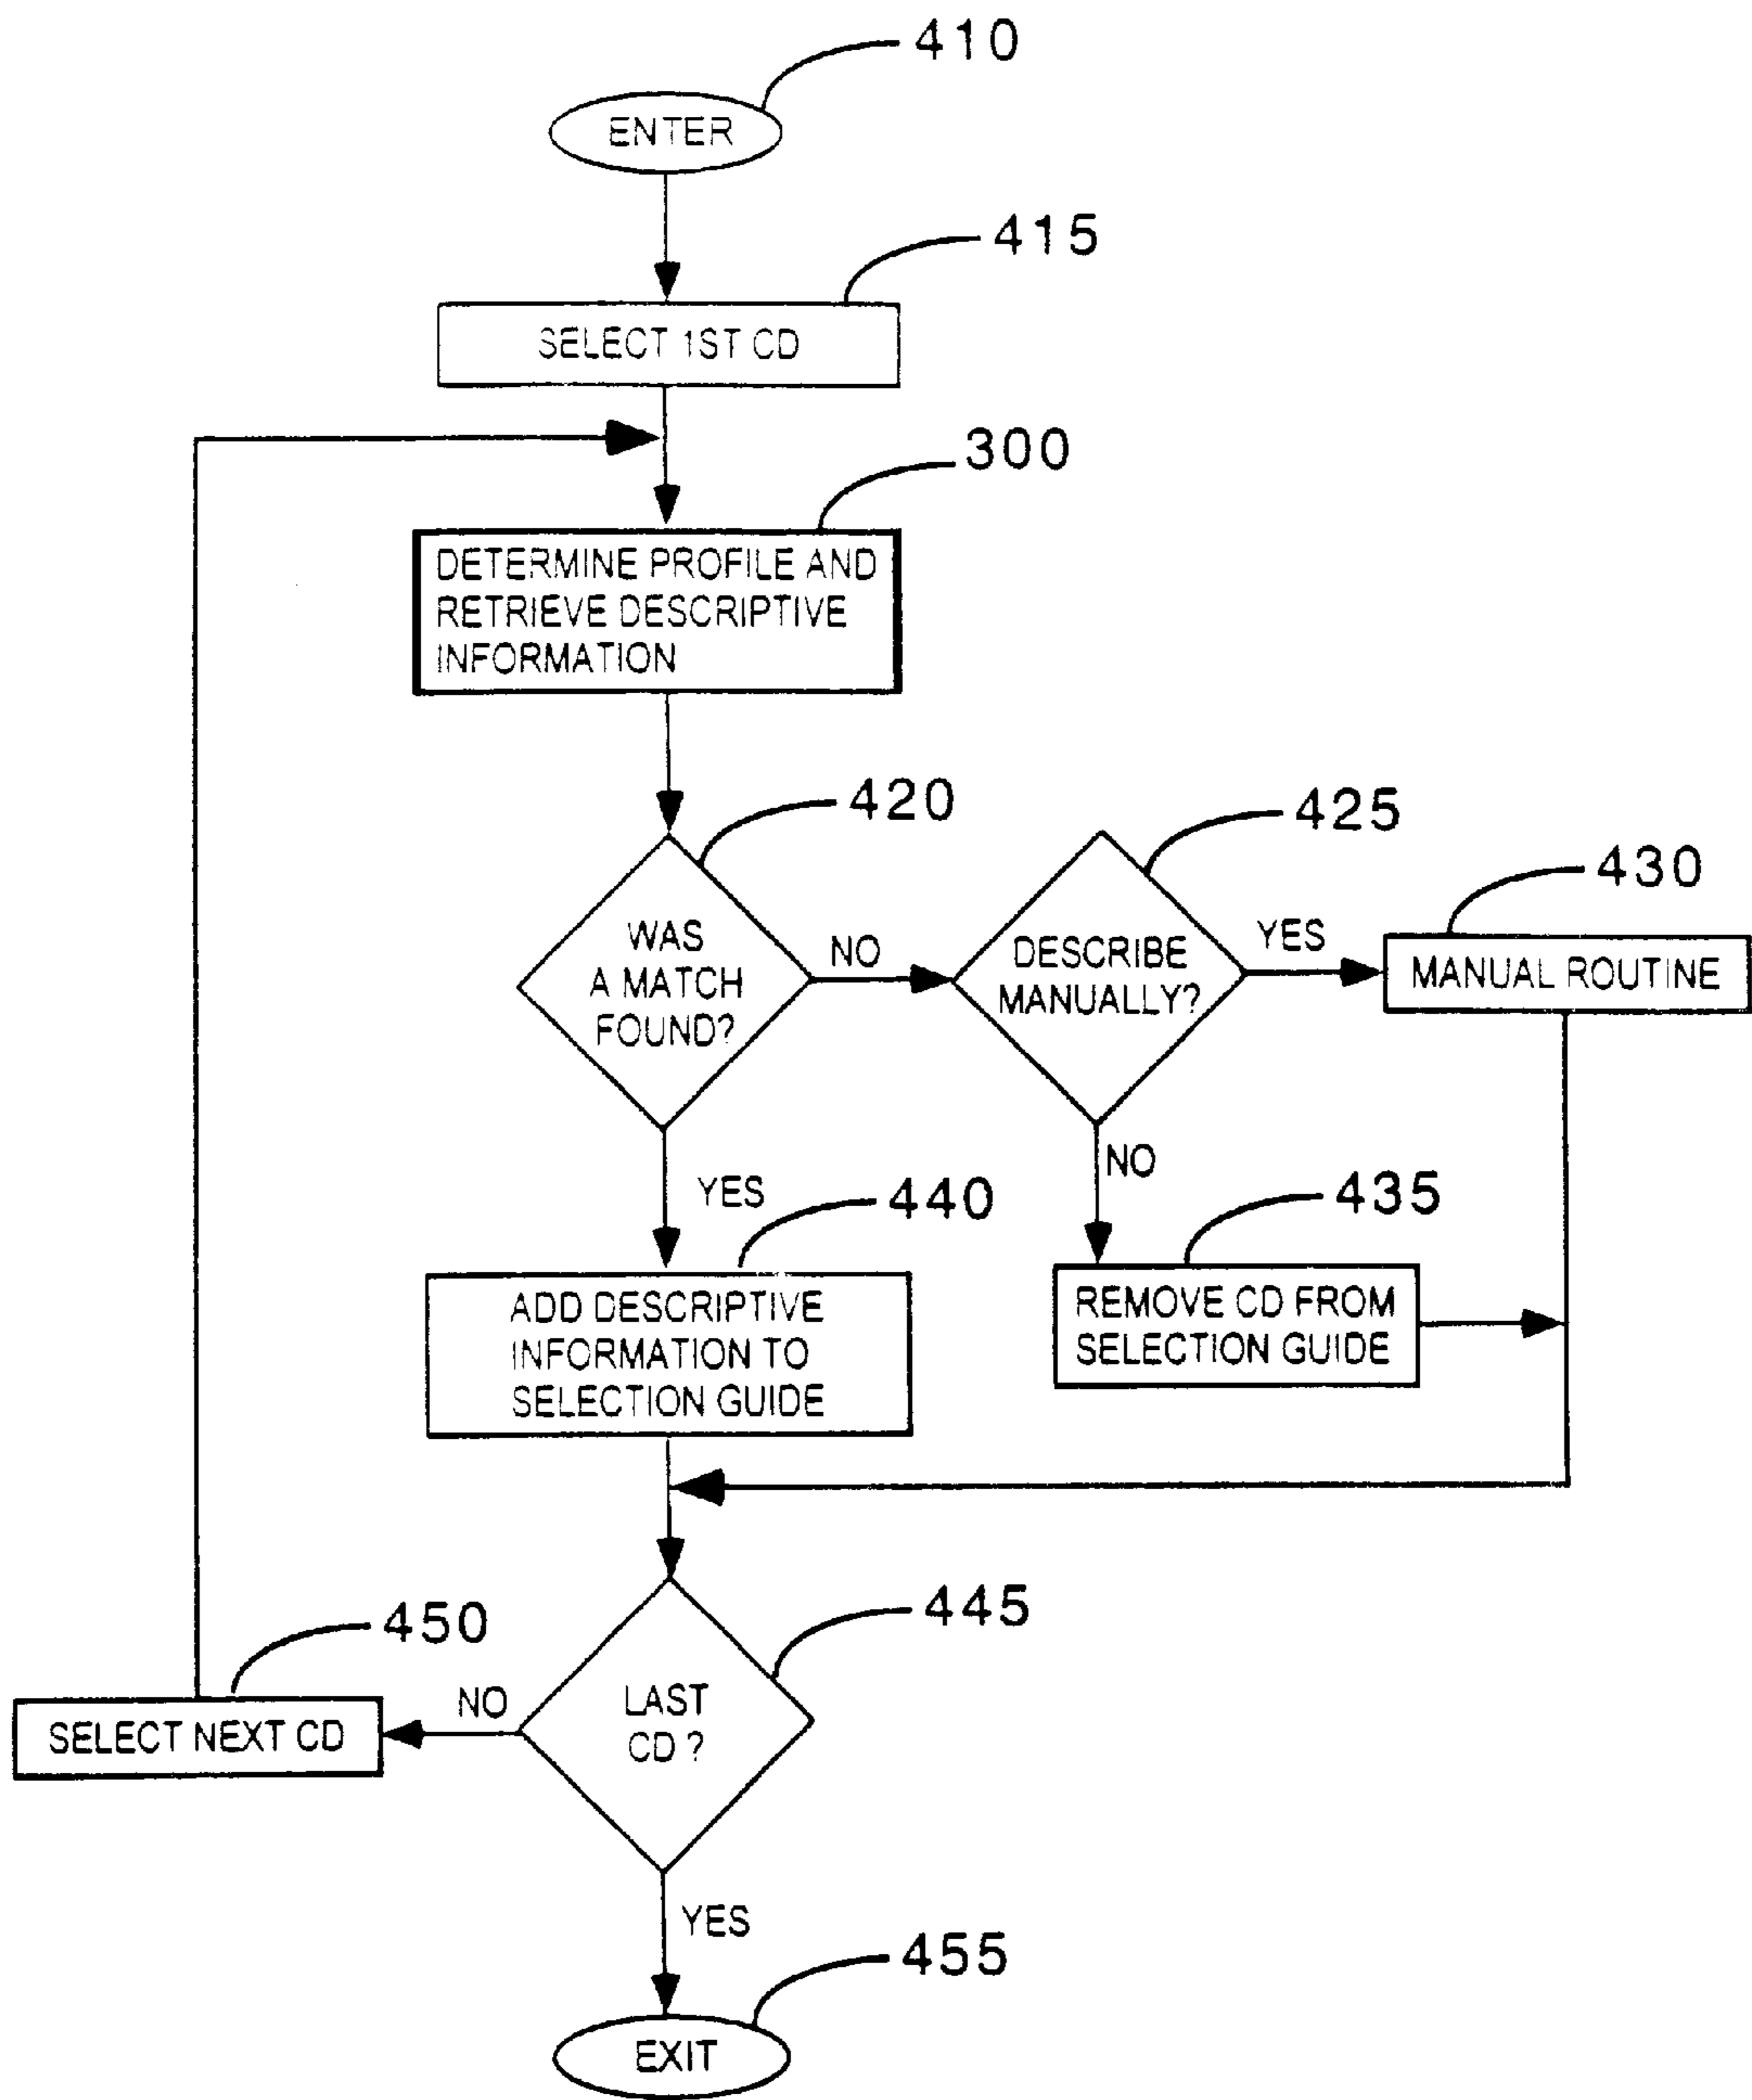 410
ENTER
415
SELECT 1ST CD
300
DETERMINE PROFILE AND
RETRIEVE DESCRIPTIVE
INFORMATION
420
WAS
A MATCH
FOUND?
NO
425
DESCRIBE
MANUALLY?
YES
430
MANUAL ROUTINE
NO
435
REMOVE CD FROM
SELECTION GUIDE
YES
440
ADD DESCRIPTIVE
INFORMATION TO
SELECTION GUIDE
445
LAST
CD ?
NO
450
SELECT NEXT CD
YES
455
EXIT